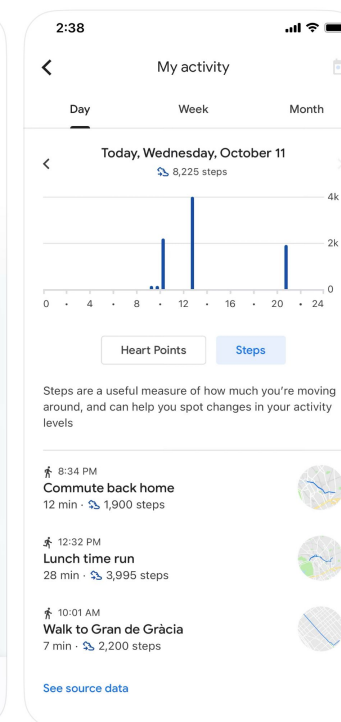 2:38
My activity
Day Week Month
Today, Wednesday, October 11
8,225 steps
4k
2k
0
0 4 8 12 16 20 24
Heart Points Steps
Steps are a useful measure of how much you're moving
around, and can help you spot changes in your activity
levels
8:34 PM
Commute back home
12 min · 1,900 steps
12:32 PM
Lunch time run
28 min · 3,995 steps
10:01 AM
Walk to Gran de Gràcia
7 min · 2,200 steps
See source data